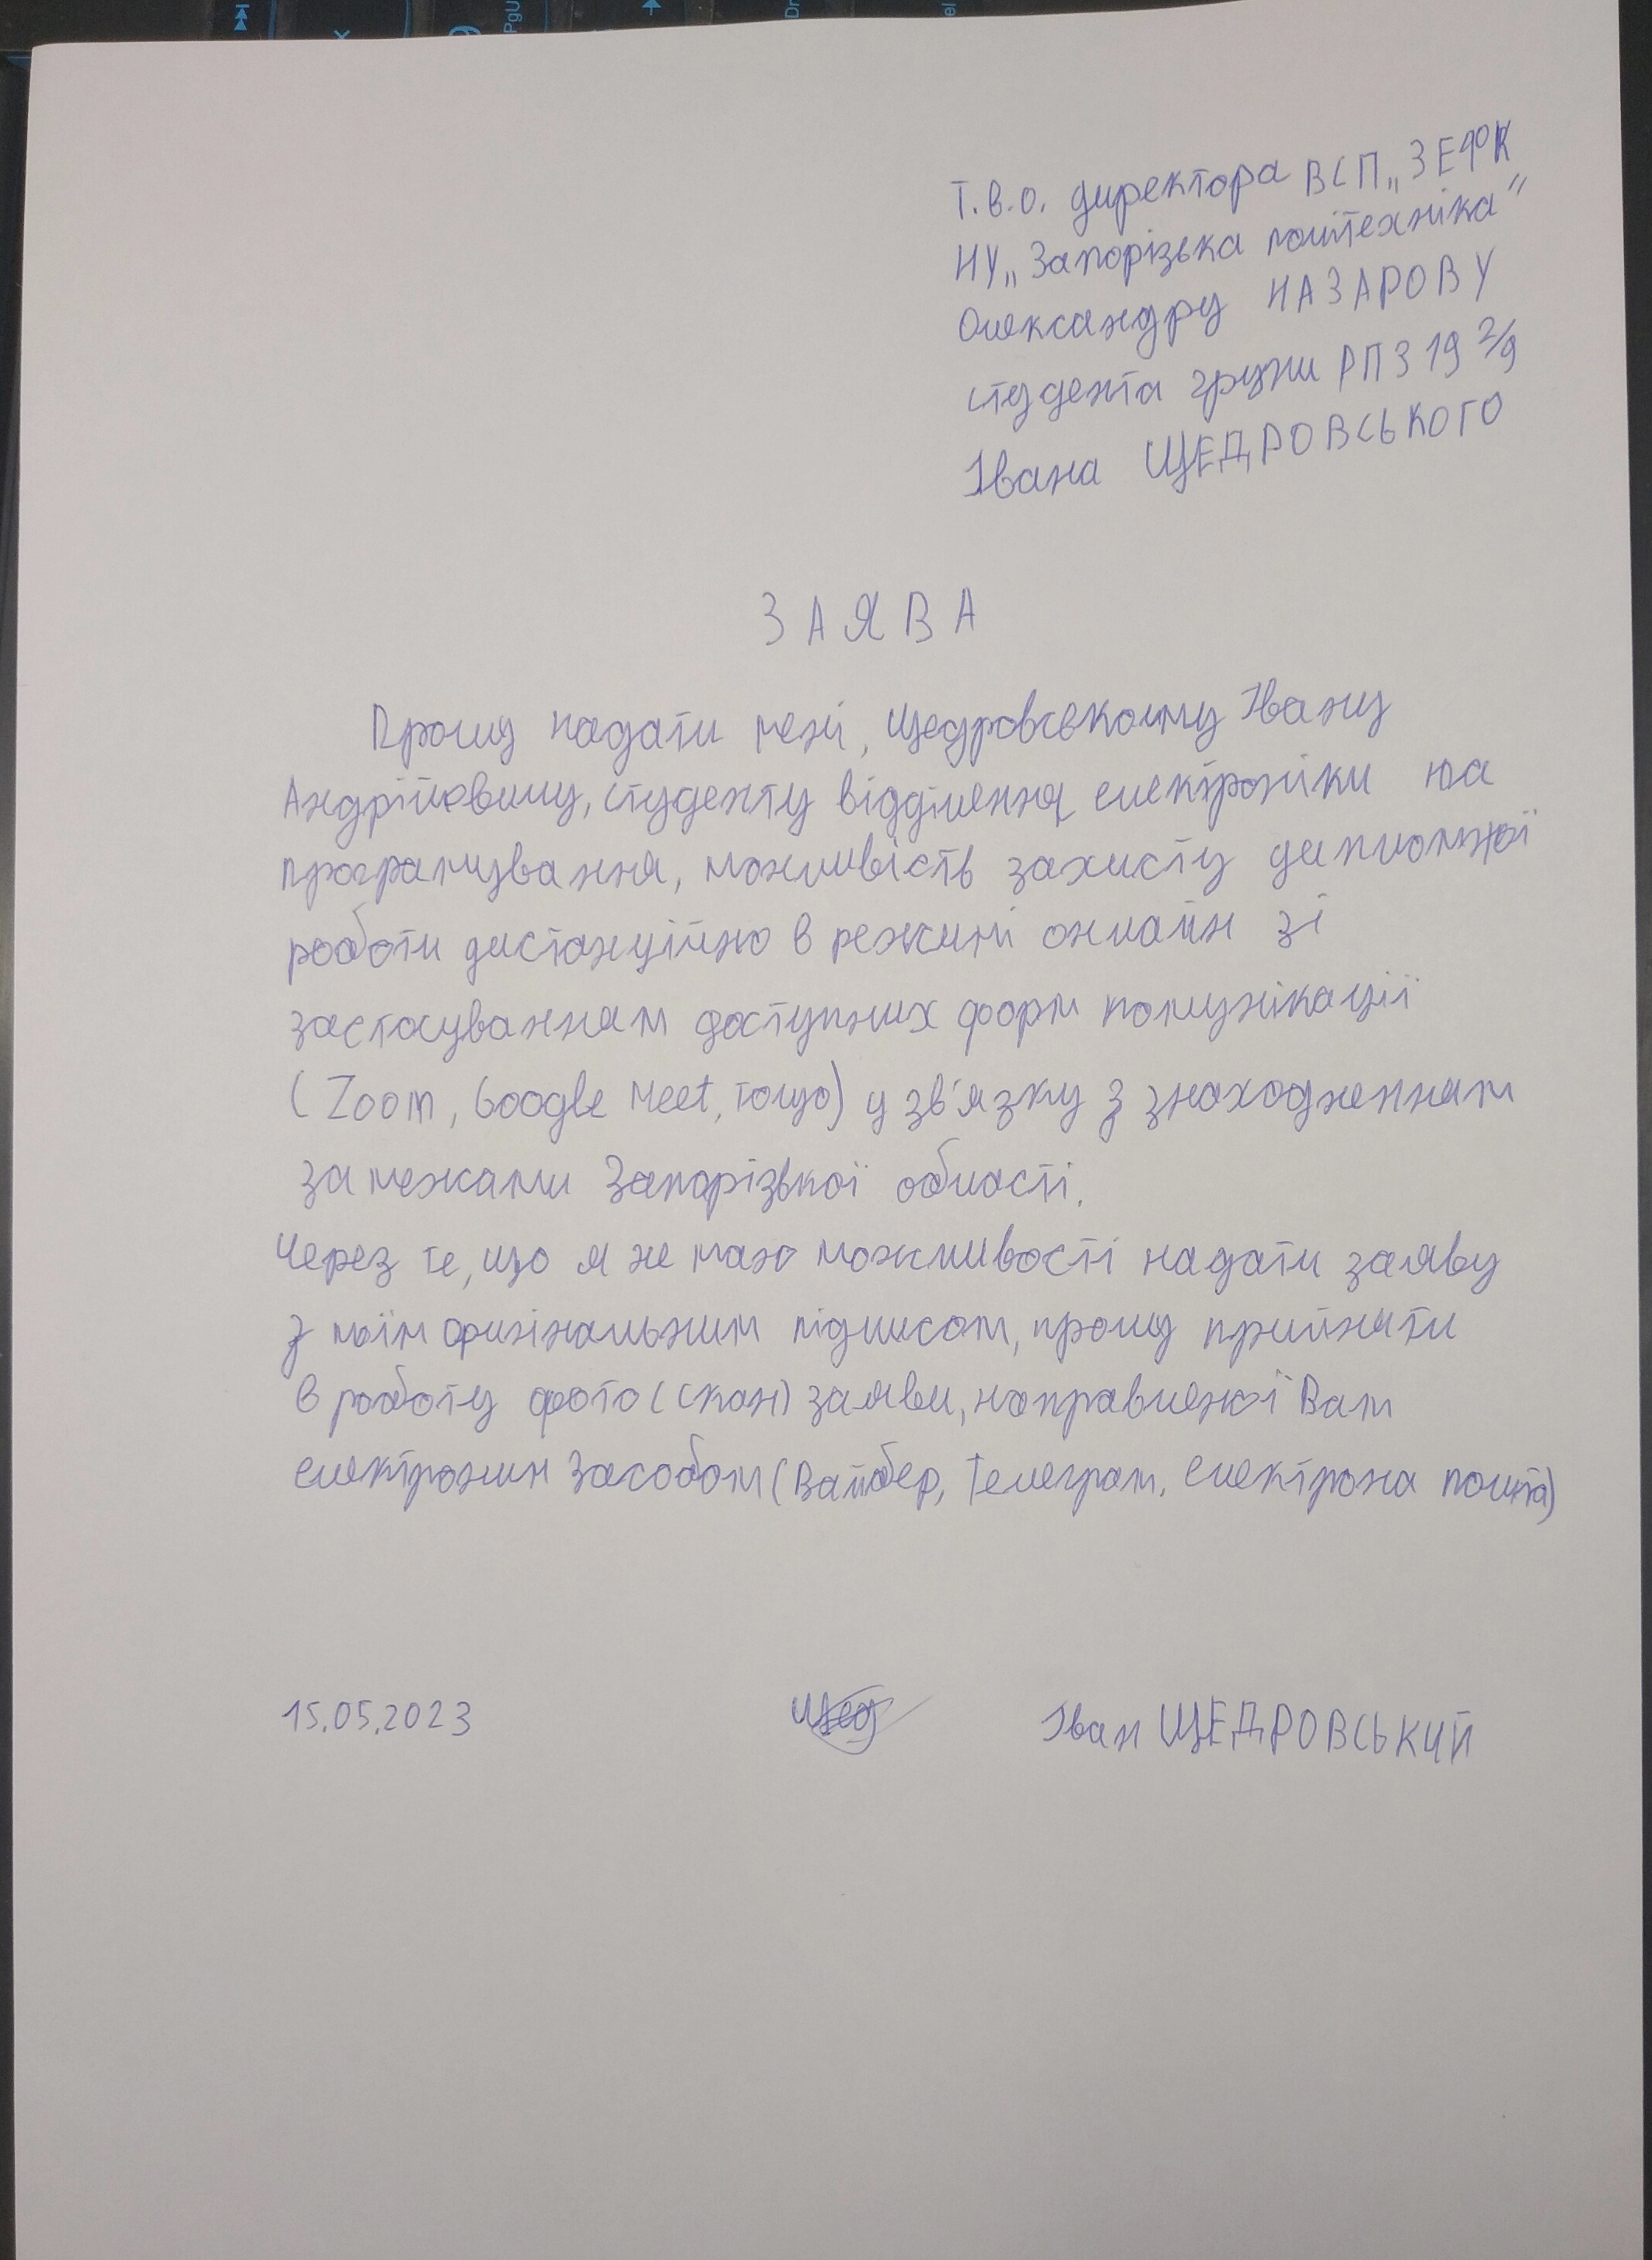 Т.в.о. директора ВСП „ЗЕФК
НУ „Запорізька політехніка"
Олександру НАЗАРОВУ
студента групи РПЗ 19 2/9
Івана ЩЕДРОВСЬКОГО
ЗАЯВА
Прошу надати мені, Щедровському Івану
Андрійовичу, студенту відділення електроніки та
програмування, можливість захисту дипломної
роботи дистанційно в режимі онлайн зі
застосуванням доступних форм комунікації
(Zoom, Google Meet, тощо) у зв'язку з знаходженням
за межами Запорізької області.
Через те, що я не маю можливості надати заяву
з моїм оригінальним підписом, прошу прийняти
в роботу фото (скан) заяви, направленої Вам
електроним засобом (Вайбер, Телеграм, електрона пошта)
15.05.2023 Щед Іван ЩЕДРОВСЬКИЙ